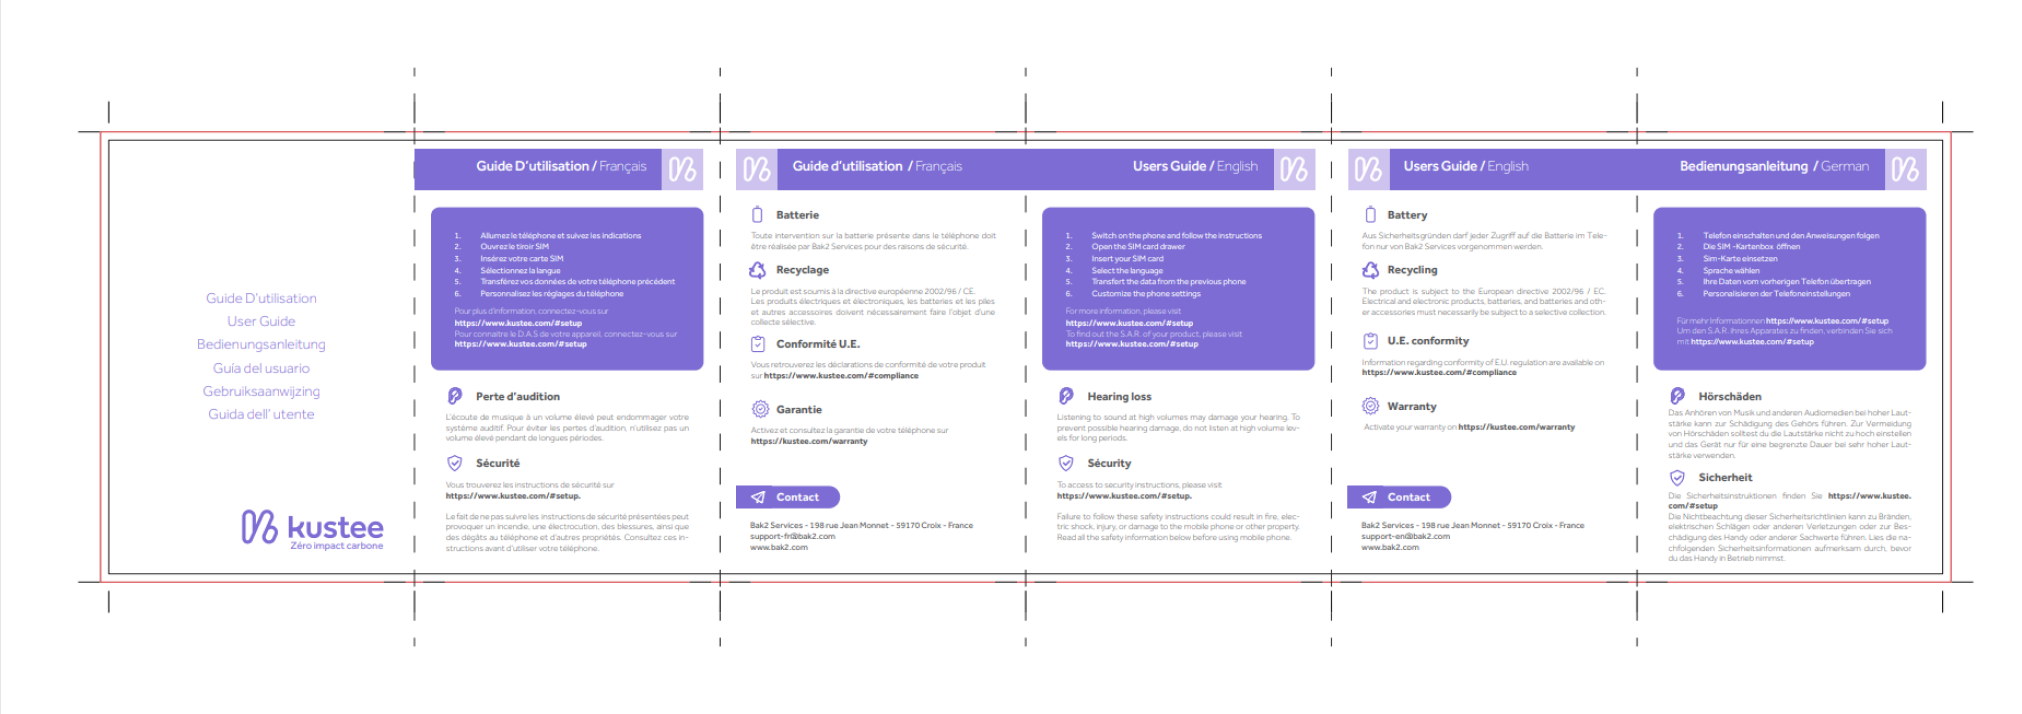 Guide D'utilisation
User Guide
Bedienungsanleitung
Guía del usuario
Gebruiksaanwijzing
Guida dell' utente
kustee
Zéro impact carbone
Guide D'utilisation / Français
1. Allumez le téléphone et suivez les indications
2. Ouvrez le tiroir SIM
3. Insérez votre carte SIM
4. Sélectionnez la langue
5. Transférez vos données de votre téléphone précédent
6. Personnalisez les réglages du téléphone
Pour plus d'information, connectez-vous sur
https://www.kustee.com/#setup
Pour connaitre le D.A.S de votre appareil, connectez-vous sur
https://www.kustee.com/#setup
Perte d'audition
L'écoute de musique à un volume élevé peut endommager votre
système auditif. Pour éviter les pertes d'audition, n'utilisez pas un
volume élevé pendant de longues périodes.
Sécurité
Vous trouverez les instructions de sécurité sur
https://www.kustee.com/#setup.
Le fait de ne pas suivre les instructions de sécurité présentées peut
provoquer un incendie, une électrocution, des blessures, ainsi que
des dégâts au téléphone et d'autres propriétés. Consultez ces in-
structions avant d'utiliser votre téléphone.
Guide d'utilisation / Français
Batterie
Toute intervention sur la batterie présente dans le téléphone doit
être réalisée par Bak2 Services pour des raisons de sécurité.
Recyclage
Le produit est soumis à la directive européenne 2002/96 / CE.
Les produits électriques et électroniques, les batteries et les piles
et autres accessoires doivent nécessairement faire l'objet d'une
collecte sélective.
Conformité U.E.
Vous retrouverez les déclarations de conformité de votre produit
sur https://www.kustee.com/#compliance
Garantie
Activez et consultez la garantie de votre téléphone sur
https://kustee.com/warranty
Contact
Bak2 Services - 198 rue Jean Monnet - 59170 Croix - France
support-fr@bak2.com
www.bak2.com
Users Guide / English
1. Switch on the phone and follow the instructions
2. Open the SIM card drawer
3. Insert your SIM card
4. Select the language
5. Transfert the data from the previous phone
6. Customize the phone settings
For more information, please visit
https://www.kustee.com/#setup
To find out the S.A.R. of your product, please visit
https://www.kustee.com/#setup
Hearing loss
Listening to sound at high volumes may damage your hearing. To
prevent possible hearing damage, do not listen at high volume lev-
els for long periods.
Sécurity
To access to security instructions, please visit
https://www.kustee.com/#setup.
Failure to follow these safety instructions could result in fire, elec-
tric shock, injury, or damage to the mobile phone or other property.
Read all the safety information below before using mobile phone.
Users Guide / English
Battery
Aus Sicherheitsgründen darf jeder Zugriff auf die Batterie im Tele-
fon nur von Bak2 Services vorgenommen werden.
Recycling
The product is subject to the European directive 2002/96 / EC.
Electrical and electronic products, batteries, and batteries and oth-
er accessories must necessarily be subject to a selective collection.
U.E. conformity
Information regarding conformity of E.U. regulation are available on
https://www.kustee.com/#compliance
Warranty
Activate your warranty on https://kustee.com/warranty
Contact
Bak2 Services - 198 rue Jean Monnet - 59170 Croix - France
support-en@bak2.com
www.bak2.com
Bedienungsanleitung / German
1. Telefon einschalten und den Anweisungen folgen
2. Die SIM -Kartenbox öffnen
3. Sim-Karte einsetzen
4. Sprache wählen
5. Ihre Daten vom vorherigen Telefon übertragen
6. Personalisieren der Telefoneinstellungen
Für mehr Informationnen https://www.kustee.com/#setup
Um den S.A.R. ihres Apparates zu finden, verbinden Sie sich
mit https://www.kustee.com/#setup
Hörschäden
Das Anhören von Musik und anderen Audiomedien bei hoher Laut-
stärke kann zur Schädigung des Gehörs führen. Zur Vermeldung
von Hörschäden solltest du die Lautstärke nicht zu hoch einstellen
und das Gerät nur für eine begrenzte Dauer bei sehr hoher Laut-
stärke verwenden.
Sicherheit
Die Sicherheitsinstruktionen finden Sie https://www.kustee.
com/#setup
Die Nichtbeachtung dieser Sicherheitsrichtlinien kann zu Bränden,
elektrischen Schlägen oder anderen Verletzungen oder zur Bes-
chädigung des Handy oder anderer Sachwerte führen. Lies die na-
chfolgenden Sicherheitsinformationen aufmerksam durch, bevor
du das Handy in Betrieb nimmst.